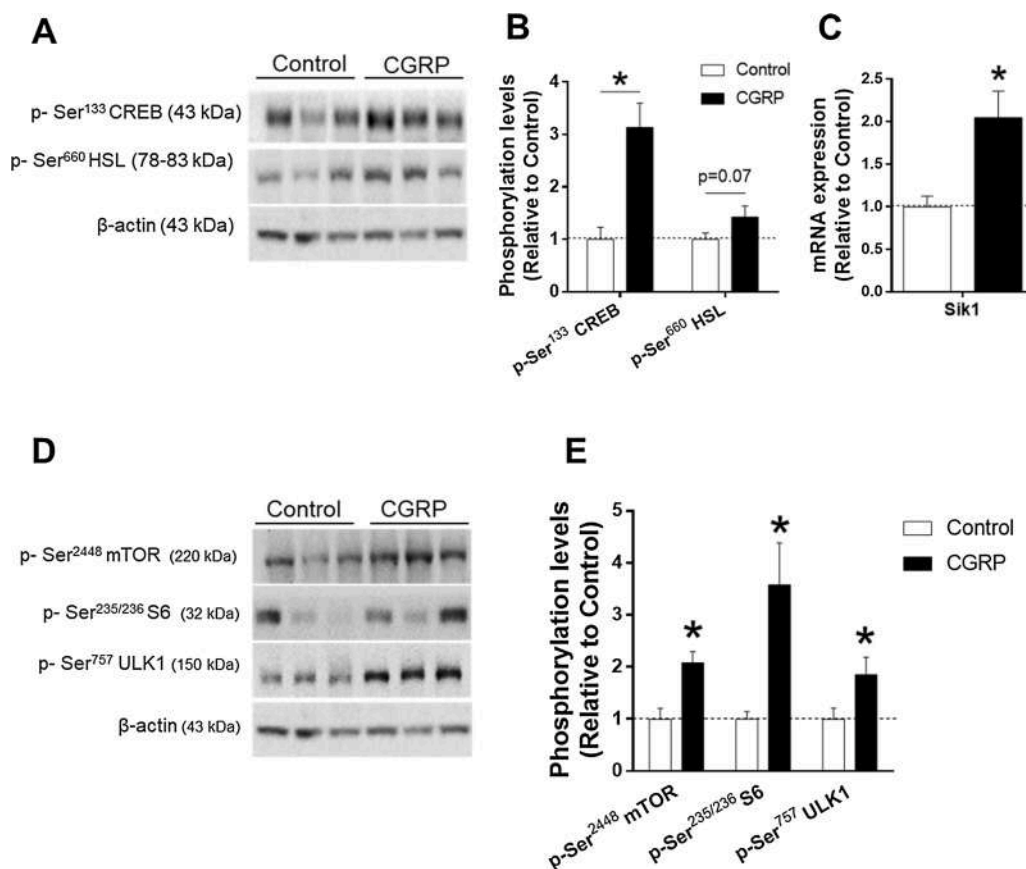 A
Control CGRP
p- Ser133 CREB (43 kDa)
p- Ser660 HSL (78-83 kDa)
β-actin (43 kDa)
B
Control
CGRP
Phosphorylation levels
(Relative to Control)
4
3
2
1
0
*
p=0.07
p-Ser133 CREB
p-Ser660 HSL
C
mRNA expression
(Relative to Control)
2.5
2.0
1.5
1.0
0.5
0.0
*
Sik1
D
Control CGRP
p- Ser2448 mTOR (220 kDa)
p- Ser235/236 S6 (32 kDa)
p- Ser757 ULK1 (150 kDa)
β-actin (43 kDa)
E
Control
CGRP
Phosphorylation levels
(Relative to Control)
5
4
3
2
1
0
*
*
*
p-Ser2448 mTOR
p-Ser235/236 S6
p-Ser757 ULK1